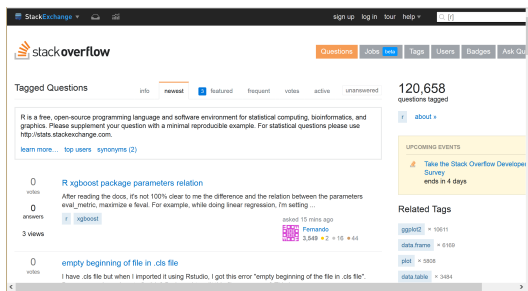 StackExchange
sign up log in tour help
[r]
stackoverflow
Questions Jobs beta Tags Users Badges Ask Qu
Tagged Questions
info newest 3 featured frequent votes active unanswered
R is a free, open-source programming language and software environment for statistical computing, bioinformatics, and
graphics. Please supplement your question with a minimal reproducible example. For statistical questions please use
http://stats.stackexchange.com.
learn more… top users synonyms (2)
0
votes
0
answers
3 views
R xgboost package parameters relation
After reading the docs, it's not 100% clear to me the difference and the relation between the parameters
eval_metric, maximize e feval. For example, while doing linear regression, I'm setting ...
r xgboost
asked 15 mins ago
Fernando
3,549 2 16 44
0
votes
empty beginning of file in .cls file
I have .cls file but when I imported it using Rstudio, I got this error "empty beginning of the file in .cls file".
120,658
questions tagged
r about »
UPCOMING EVENTS
Take the Stack Overflow Developer
Survey
ends in 4 days
Related Tags
ggplot2 × 10611
data.frame × 6169
plot × 5808
data.table × 3484